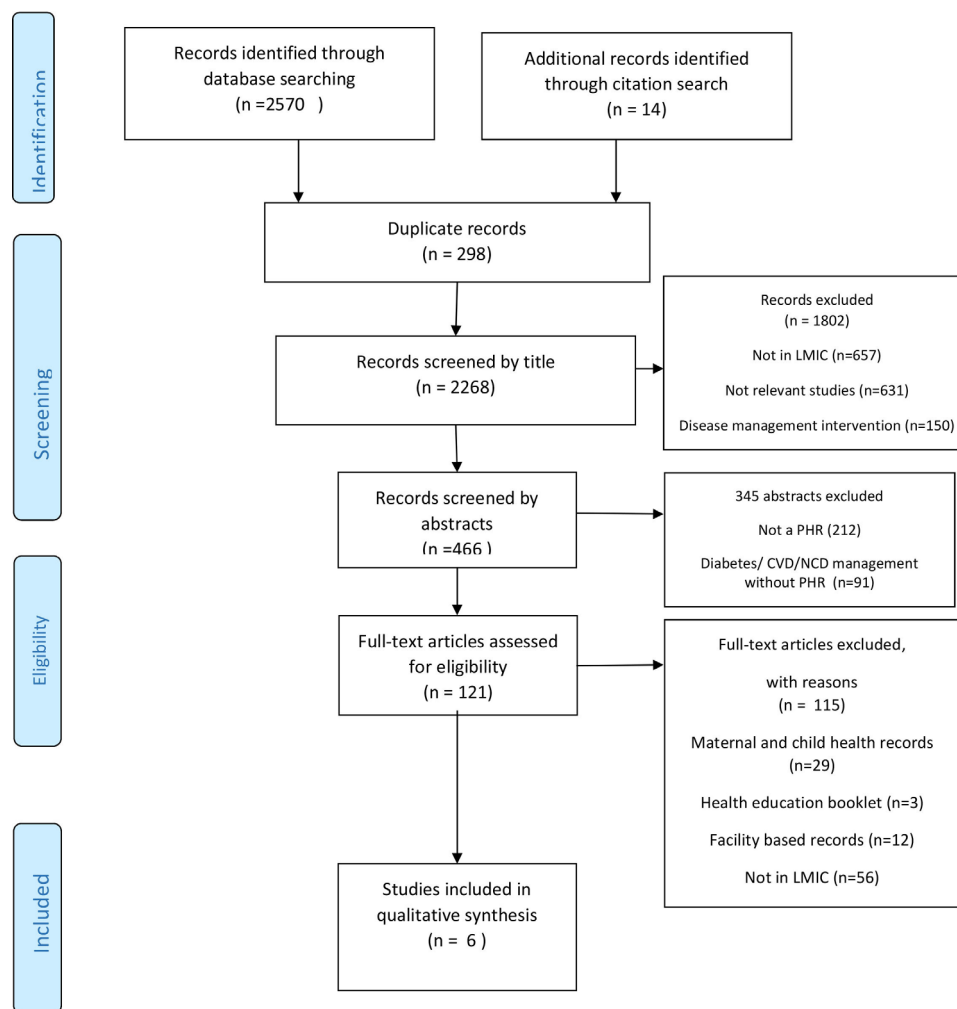 Identification
Records identified through
database searching
(n =2570 )
Additional records identified
through citation search
(n = 14)
Duplicate records
(n = 298)
Screening
Records screened by title
(n = 2268)
Records excluded
(n = 1802)
Not in LMIC (n=657)
Not relevant studies (n=631)
Disease management intervention (n=150)
Records screened by
abstracts
(n =466 )
345 abstracts excluded
Not a PHR (212)
Diabetes/ CVD/NCD management
without PHR (n=91)
Eligibility
Full-text articles assessed
for eligibility
(n = 121)
Full-text articles excluded,
with reasons
(n = 115)
Maternal and child health records
(n=29)
Health education booklet (n=3)
Facility based records (n=12)
Not in LMIC (n=56)
Included
Studies included in
qualitative synthesis
(n = 6 )